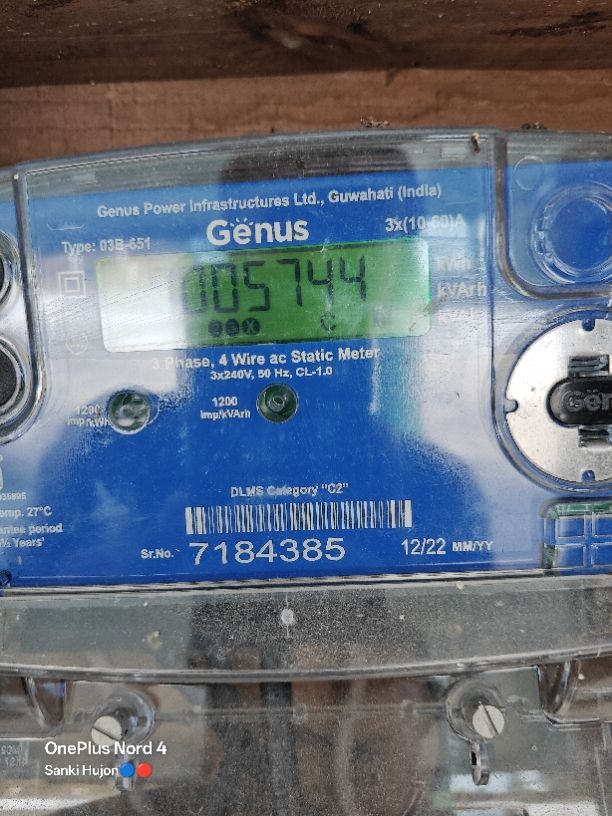 Genus Power Infrastructures Ltd., Guwahati (India)
Genus
Type: 03B-651
3x(10-60)A
005744
kWh
kVArh
C
3 Phase, 4 Wire ac Static Meter
3x240V, 50 Hz, CL-1.0
1200
imp/kWh
1200
imp/kVArh
DLMS Category "C2"
temp. 27°C
Sr.No. 7184385
12/22 MM/YY
OnePlus Nord 4
Sanki Hujon